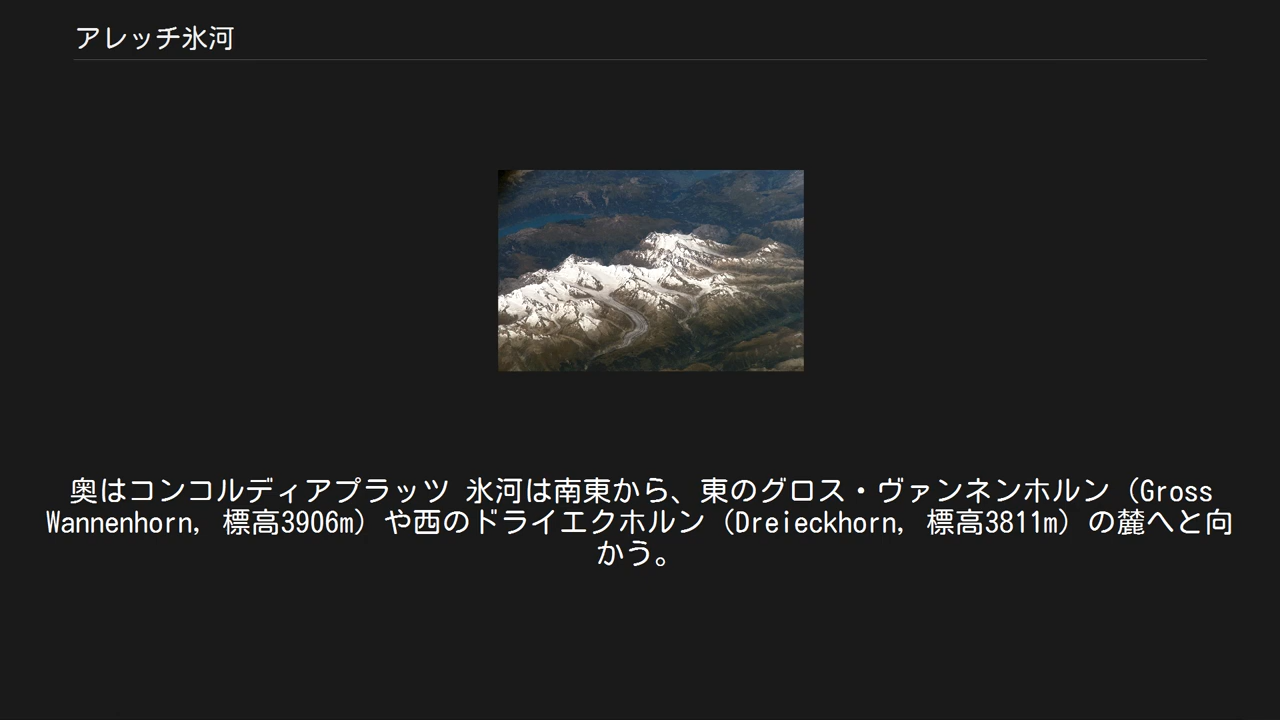 アレッチ氷河
奥はコンコルディアプラッツ 氷河は南東から、東のグロス・ヴァンネンホルン（Gross
Wannenhorn, 標高3906m）や西のドライエクホルン（Dreieckhorn, 標高3811m）の麓へと向
かう。